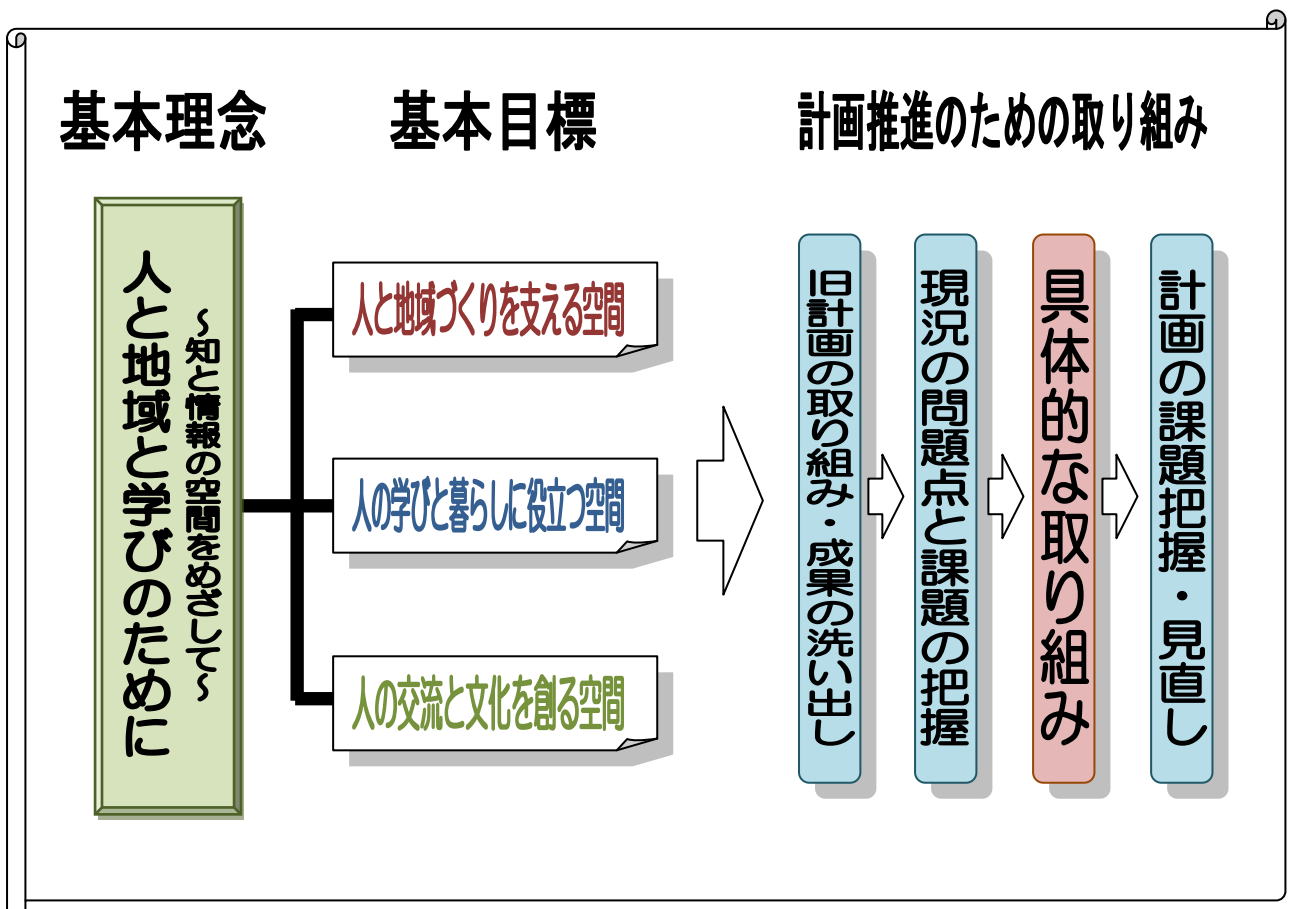 基本理念
人と地域と学びのために
～知と情報の空間をめざして～
基本目標
人と地域づくりを支える空間
人の学びと暮らしに役立つ空間
人の交流と文化を創る空間
計画推進のための取り組み
旧計画の取り組み・成果の洗い出し
現況の問題点と課題の把握
具体的な取り組み
計画の課題把握・見直し